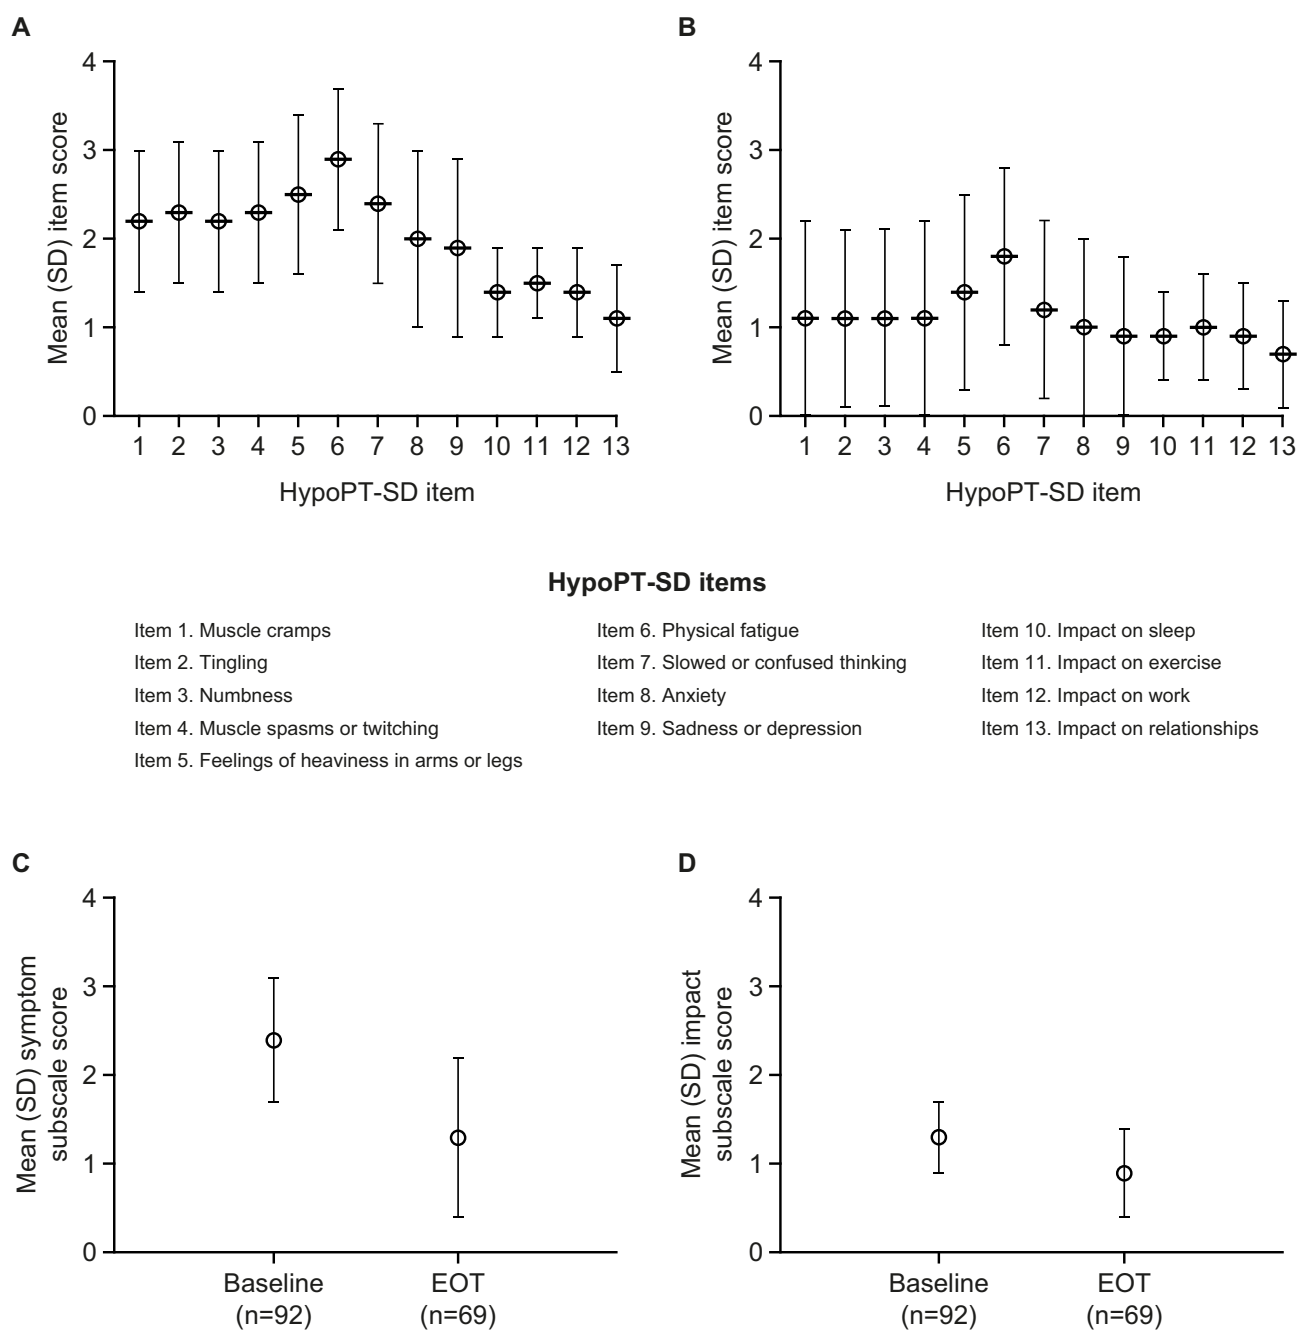 A
B
4
3
2
1
0
Mean (SD) item score
1 2 3 4 5 6 7 8 9 10 11 12 13
HypoPT-SD item
4
3
2
1
0
Mean (SD) item score
1 2 3 4 5 6 7 8 9 10 11 12 13
HypoPT-SD item
HypoPT-SD items
Item 1. Muscle cramps
Item 2. Tingling
Item 3. Numbness
Item 4. Muscle spasms or twitching
Item 5. Feelings of heaviness in arms or legs
Item 6. Physical fatigue
Item 7. Slowed or confused thinking
Item 8. Anxiety
Item 9. Sadness or depression
Item 10. Impact on sleep
Item 11. Impact on exercise
Item 12. Impact on work
Item 13. Impact on relationships
C
4
3
2
1
0
Mean (SD) symptom
subscale score
Baseline EOT
(n=92) (n=69)
D
4
3
2
1
0
Mean (SD) impact
subscale score
Baseline EOT
(n=92) (n=69)